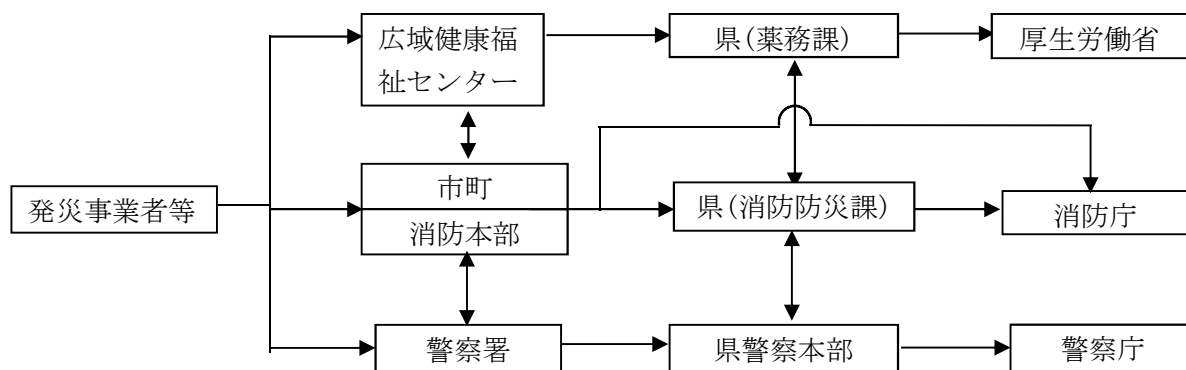 広域健康福
祉センター
県(薬務課)
厚生労働省
発災事業者等
市町
消防本部
県(消防防災課)
消防庁
警察署
県警察本部
警察庁